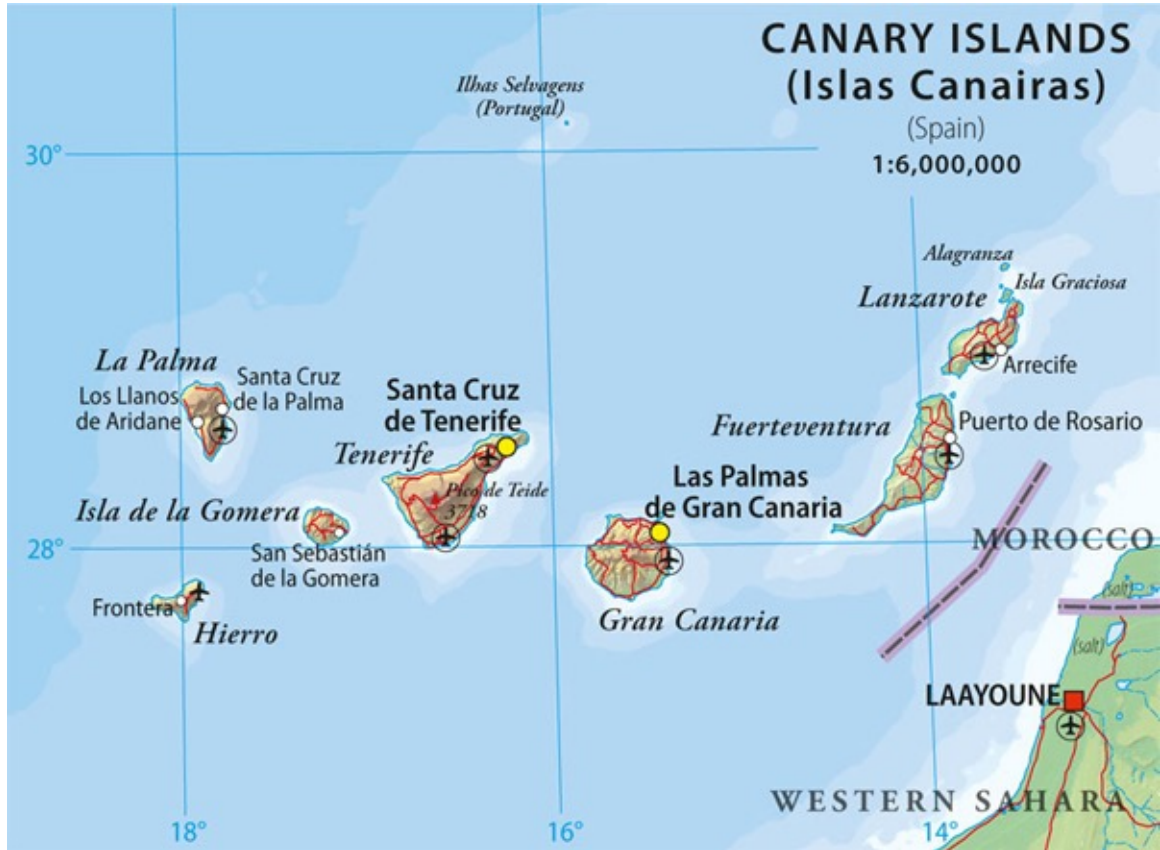 CANARY ISLANDS
(Islas Canairas)
(Spain)
1:6,000,000
Ilhas Selvagens
(Portugal)
30°
Alagranza
Isla Graciosa
Lanzarote
Arrecife
La Palma
Santa Cruz
de la Palma
Los Llanos
de Aridane
Santa Cruz
de Tenerife
Tenerife
Pico de Teide
3718
Fuerteventura
Puerto de Rosario
Las Palmas
de Gran Canaria
Isla de la Gomera
San Sebastián
de la Gomera
28°
MOROCCO
Frontera
Hierro
Gran Canaria
(salt)
(salt)
LAAYOUNE
WESTERN SAHARA
18°
16°
14°